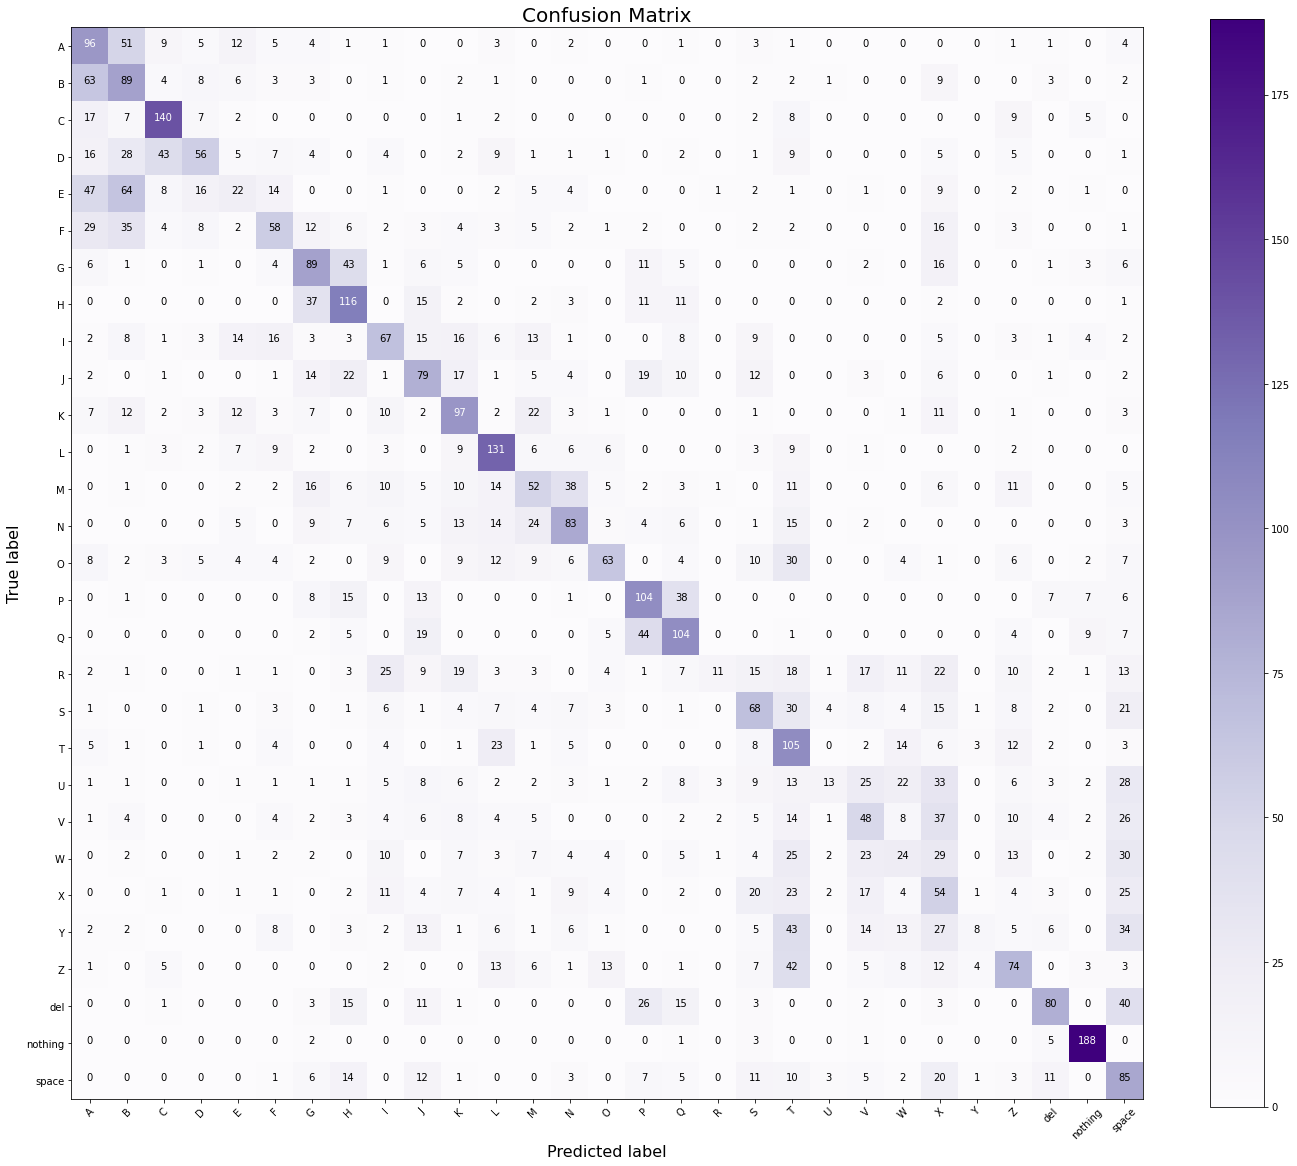 Confusion Matrix
A 96 51 9 5 12 5 4 1 1 0 0 3 0 2 0 0 1 0 3 1 0 0 0 0 0 1 1 0 4
B 63 89 4 8 6 3 3 0 1 0 2 1 0 0 0 1 0 0 2 2 1 0 0 9 0 0 3 0 2
C 17 7 140 7 2 0 0 0 0 0 1 2 0 0 0 0 0 0 2 8 0 0 0 0 0 9 0 5 0
D 16 28 43 56 5 7 4 0 4 0 2 9 1 1 1 0 2 0 1 9 0 0 0 5 0 5 0 0 1
E 47 64 8 16 22 14 0 0 1 0 0 2 5 4 0 0 0 1 2 1 0 1 0 9 0 2 0 1 0
F 29 35 4 8 2 58 12 6 2 3 4 3 5 2 1 2 0 0 2 2 0 0 0 16 0 3 0 0 1
G 6 1 0 1 0 4 89 43 1 6 5 0 0 0 0 11 5 0 0 0 0 2 0 16 0 0 1 3 6
H 0 0 0 0 0 0 37 116 0 15 2 0 2 3 0 11 11 0 0 0 0 0 0 2 0 0 0 0 1
I 2 8 1 3 14 16 3 3 67 15 16 6 13 1 0 0 8 0 9 0 0 0 0 5 0 3 1 4 2
J 2 0 1 0 0 1 14 22 1 79 17 1 5 4 0 19 10 0 12 0 0 3 0 6 0 0 1 0 2
K 7 12 2 3 12 3 7 0 10 2 97 2 22 3 1 0 0 0 1 0 0 0 1 11 0 1 0 0 3
L 0 1 3 2 7 9 2 0 3 0 9 131 6 6 6 0 0 0 3 9 0 1 0 0 0 2 0 0 0
M 0 1 0 0 2 2 16 6 10 5 10 14 52 38 5 2 3 1 0 11 0 0 0 6 0 11 0 0 5
N 0 0 0 0 5 0 9 7 6 5 13 14 24 83 3 4 6 0 1 15 0 2 0 0 0 0 0 0 3
O 8 2 3 5 4 4 2 0 9 0 9 12 9 6 63 0 4 0 10 30 0 0 4 1 0 6 0 2 7
P 0 1 0 0 0 0 8 15 0 13 0 0 0 1 0 104 38 0 0 0 0 0 0 0 0 0 7 7 6
Q 0 0 0 0 0 0 2 5 0 19 0 0 0 0 5 44 104 0 0 1 0 0 0 0 0 4 0 9 7
R 2 1 0 0 1 1 0 3 25 9 19 3 3 0 4 1 7 11 15 18 1 17 11 22 0 10 2 1 13
S 1 0 0 1 0 3 0 1 6 1 4 7 4 7 3 0 1 0 68 30 4 8 4 15 1 8 2 0 21
T 5 1 0 1 0 4 0 0 4 0 1 23 1 5 0 0 0 0 8 105 0 2 14 6 3 12 2 0 3
U 1 1 0 0 1 1 1 1 5 8 6 2 2 3 1 2 8 3 9 13 13 25 22 33 0 6 3 2 28
V 1 4 0 0 0 4 2 3 4 6 8 4 5 0 0 0 2 2 5 14 1 48 8 37 0 10 4 2 26
W 0 2 0 0 1 2 2 0 10 0 7 3 7 4 4 0 5 1 4 25 2 23 24 29 0 13 0 2 30
X 0 0 1 0 1 1 0 2 11 4 7 4 1 9 4 0 2 0 20 23 2 17 4 54 1 4 3 0 25
Y 2 2 0 0 0 8 0 3 2 13 1 6 1 6 1 0 0 0 5 43 0 14 13 27 8 5 6 0 34
Z 1 0 5 0 0 0 0 0 2 0 0 13 6 1 13 0 1 0 7 42 0 5 8 12 4 74 0 3 3
del 0 0 1 0 0 0 3 15 0 11 1 0 0 0 0 26 15 0 3 0 0 2 0 3 0 0 80 0 40
nothing 0 0 0 0 0 0 2 0 0 0 0 0 0 0 0 0 1 0 3 0 0 1 0 0 0 0 5 188 0
space 0 0 0 0 0 1 6 14 0 12 1 0 0 3 0 7 5 0 11 10 3 5 2 20 1 3 11 0 85
A B C D E F G H I J K L M N O P Q R S T U V W X Y Z del nothing space
True label
Predicted label
175
150
125
100
75
50
25
0